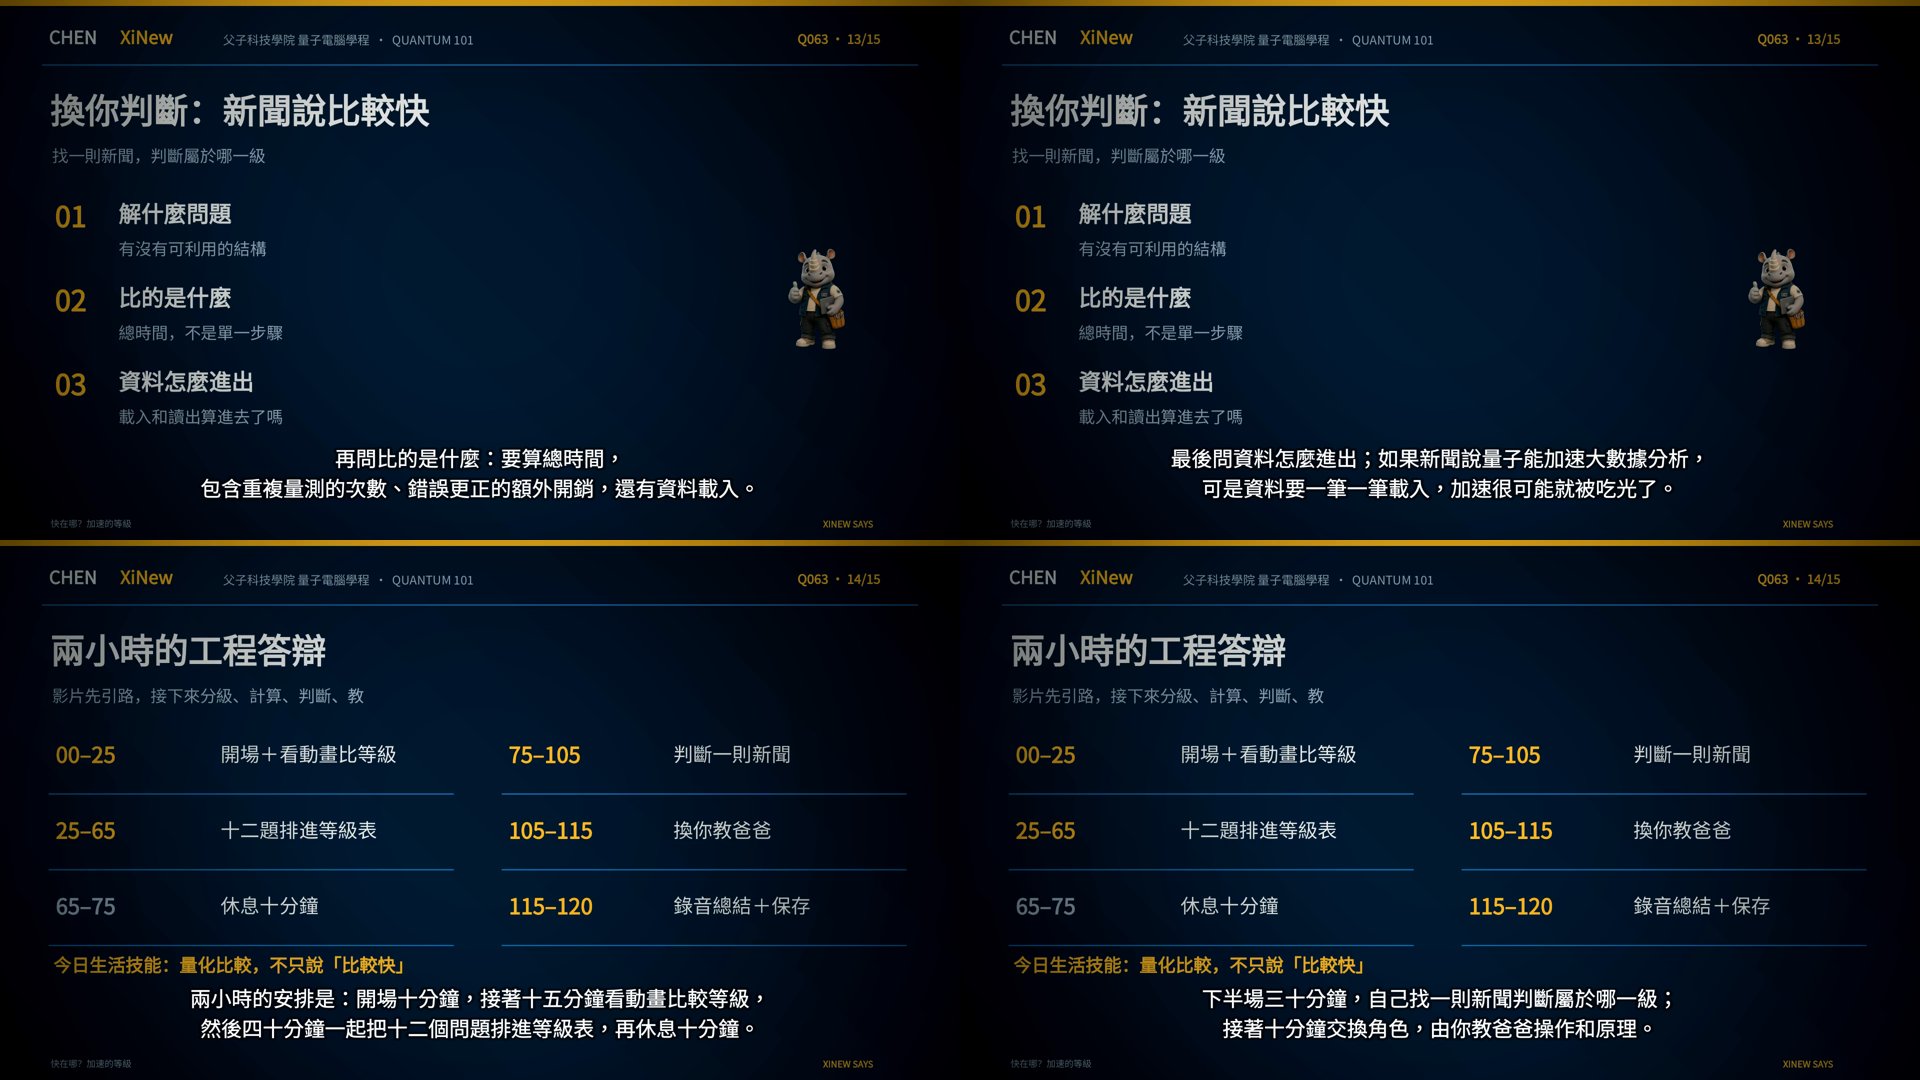 CHEN XiNew 父子科技學院 量子電腦學程 · QUANTUM 101 Q063 · 13/15
換你判斷：新聞說比較快
找一則新聞，判斷屬於哪一級
01 解什麼問題
有沒有可利用的結構
02 比的是什麼
總時間，不是單一步驟
03 資料怎麼進出
載入和讀出算進去了嗎
再問比的是什麼：要算總時間，
包含重複量測的次數、錯誤更正的額外開銷，還有資料載入。
快在哪？加速的等級 XINEW SAYS
CHEN XiNew 父子科技學院 量子電腦學程 · QUANTUM 101 Q063 · 13/15
換你判斷：新聞說比較快
找一則新聞，判斷屬於哪一級
01 解什麼問題
有沒有可利用的結構
02 比的是什麼
總時間，不是單一步驟
03 資料怎麼進出
載入和讀出算進去了嗎
最後問資料怎麼進出；如果新聞說量子能加速大數據分析，
可是資料要一筆一筆載入，加速很可能就被吃光了。
快在哪？加速的等級 XINEW SAYS
CHEN XiNew 父子科技學院 量子電腦學程 · QUANTUM 101 Q063 · 14/15
兩小時的工程答辯
影片先引路，接下來分級、計算、判斷、教
00–25 開場＋看動畫比等級 75–105 判斷一則新聞
25–65 十二題排進等級表 105–115 換你教爸爸
65–75 休息十分鐘 115–120 錄音總結＋保存
今日生活技能：量化比較，不只說「比較快」
兩小時的安排是：開場十分鐘，接著十五分鐘看動畫比較等級，
然後四十分鐘一起把十二個問題排進等級表，再休息十分鐘。
快在哪？加速的等級 XINEW SAYS
CHEN XiNew 父子科技學院 量子電腦學程 · QUANTUM 101 Q063 · 14/15
兩小時的工程答辯
影片先引路，接下來分級、計算、判斷、教
00–25 開場＋看動畫比等級 75–105 判斷一則新聞
25–65 十二題排進等級表 105–115 換你教爸爸
65–75 休息十分鐘 115–120 錄音總結＋保存
今日生活技能：量化比較，不只說「比較快」
下半場三十分鐘，自己找一則新聞判斷屬於哪一級；
接著十分鐘交換角色，由你教爸爸操作和原理。
快在哪？加速的等級 XINEW SAYS